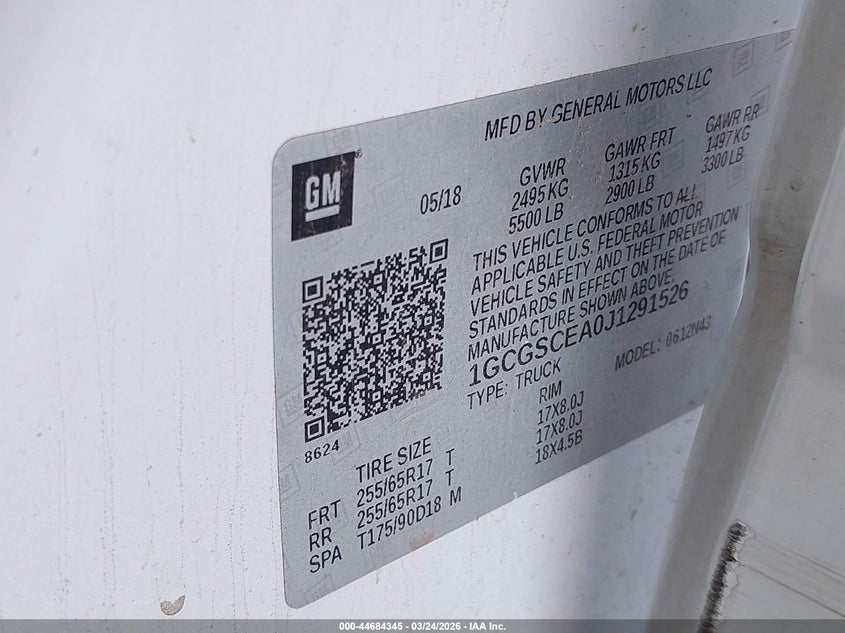 MFD BY GENERAL MOTORS LLC
GM
05/18
GVWR GAWR FRT GAWR RR
2495 KG 1315 KG 1497 KG
5500 LB 2900 LB 3300 LB
THIS VEHICLE CONFORMS TO ALL
APPLICABLE U.S. FEDERAL MOTOR
VEHICLE SAFETY AND THEFT PREVENTION
STANDARDS IN EFFECT ON THE DATE OF
MANUFACTURE SHOWN ABOVE.
1GCGSCEA0J1291526
TYPE: TRUCK MODEL: 0612N43
8624
TIRE SIZE RIM
FRT 255/65R17 T 17X8.0J
RR 255/65R17 T 17X8.0J
SPA T175/90D18 M 18X4.5B
000-44684345 - 03/24/2026 - IAA Inc.